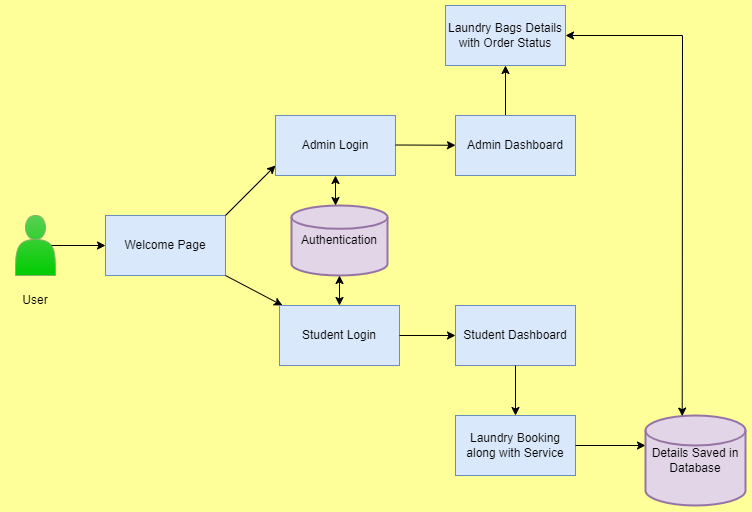 Laundry Bags Details
with Order Status
Admin Login
Admin Dashboard
Authentication
Welcome Page
User
Student Login
Student Dashboard
Laundry Booking
along with Service
Details Saved in
Database